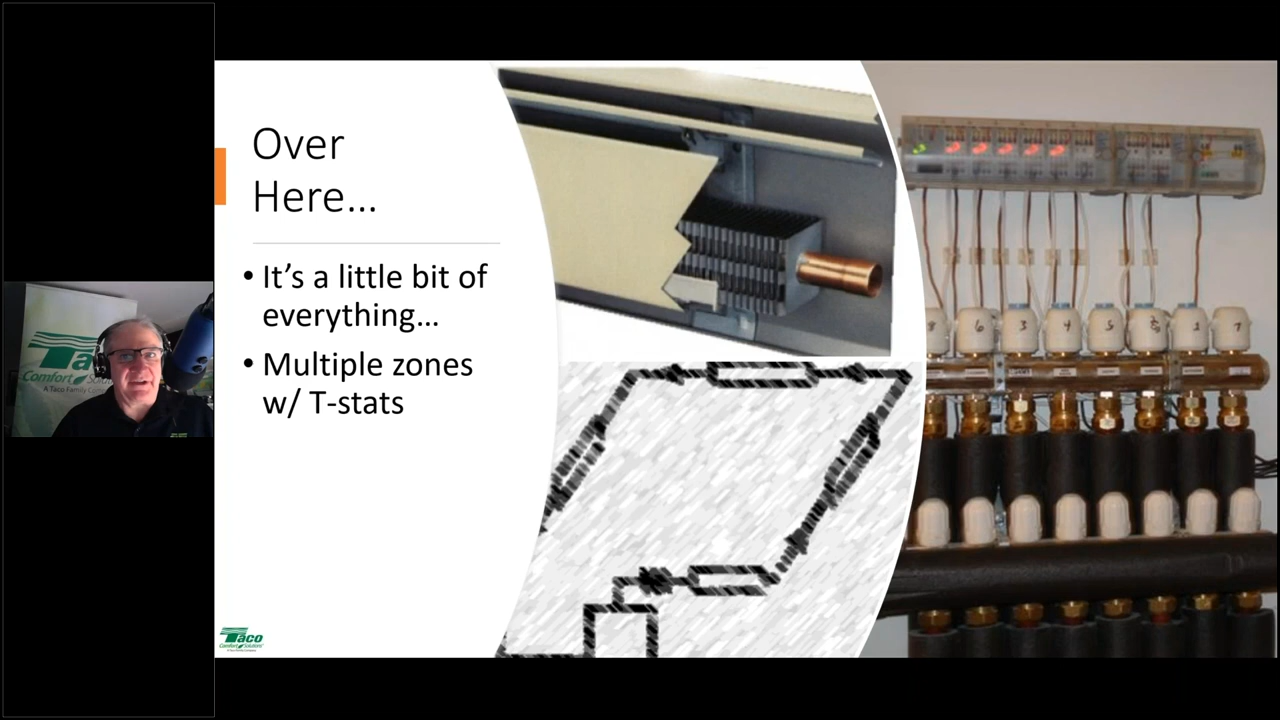 Over
Here…
• It's a little bit of
everything…
• Multiple zones
w/ T-stats
Taco
Comfort Solutions
A Taco Family Company
Taco
Comfort Solutions
8
6
3
4
5
1
7